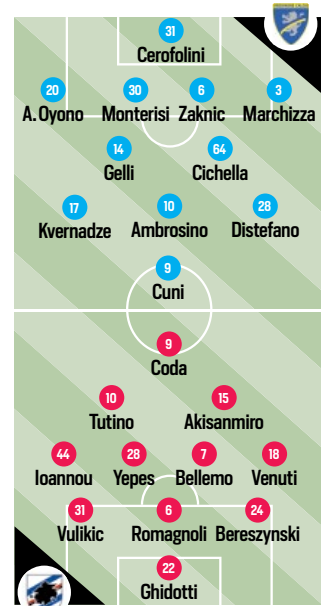 31
Cerofolini
20 30 6 3
A. Oyono Monterisi Zaknic Marchizza
14 64
Gelli Cichella
17 10 28
Kvernadze Ambrosino Distefano
9
Cuni
9
Coda
10 15
Tutino Akisanmiro
44 28 7 18
Ioannou Yepes Bellemo Venuti
31 6 24
Vulikic Romagnoli Bereszynski
22
Ghidotti